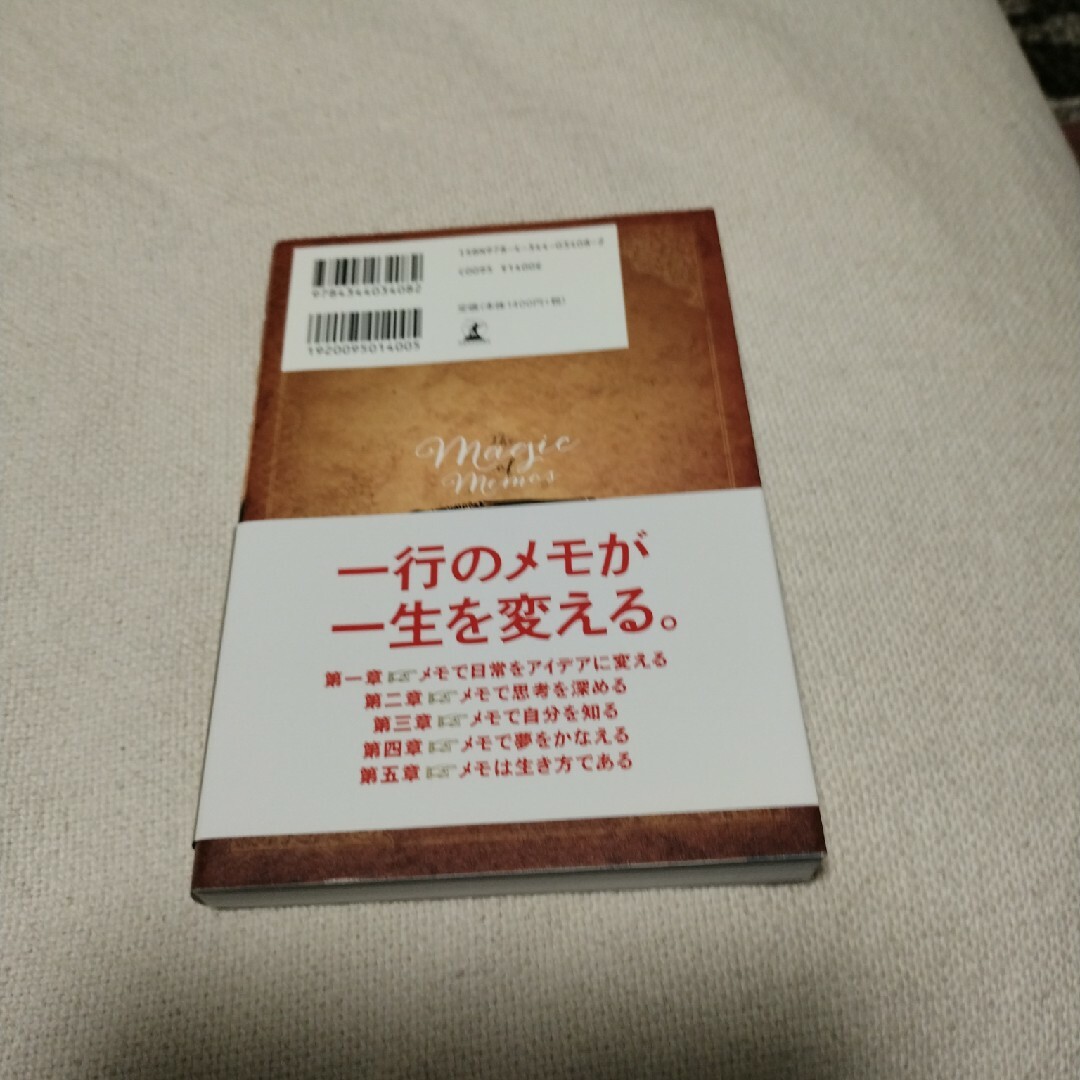 ISBN978-4-344-03408-2
C0095 ¥1400E
定価(本体1400円+税)
9784344034082
1920095014005
The
Magic
of
Memos
一行のメモが
一生を変える。
第一章 メモで日常をアイデアに変える
第二章 メモで思考を深める
第三章 メモで自分を知る
第四章 メモで夢をかなえる
第五章 メモは生き方である